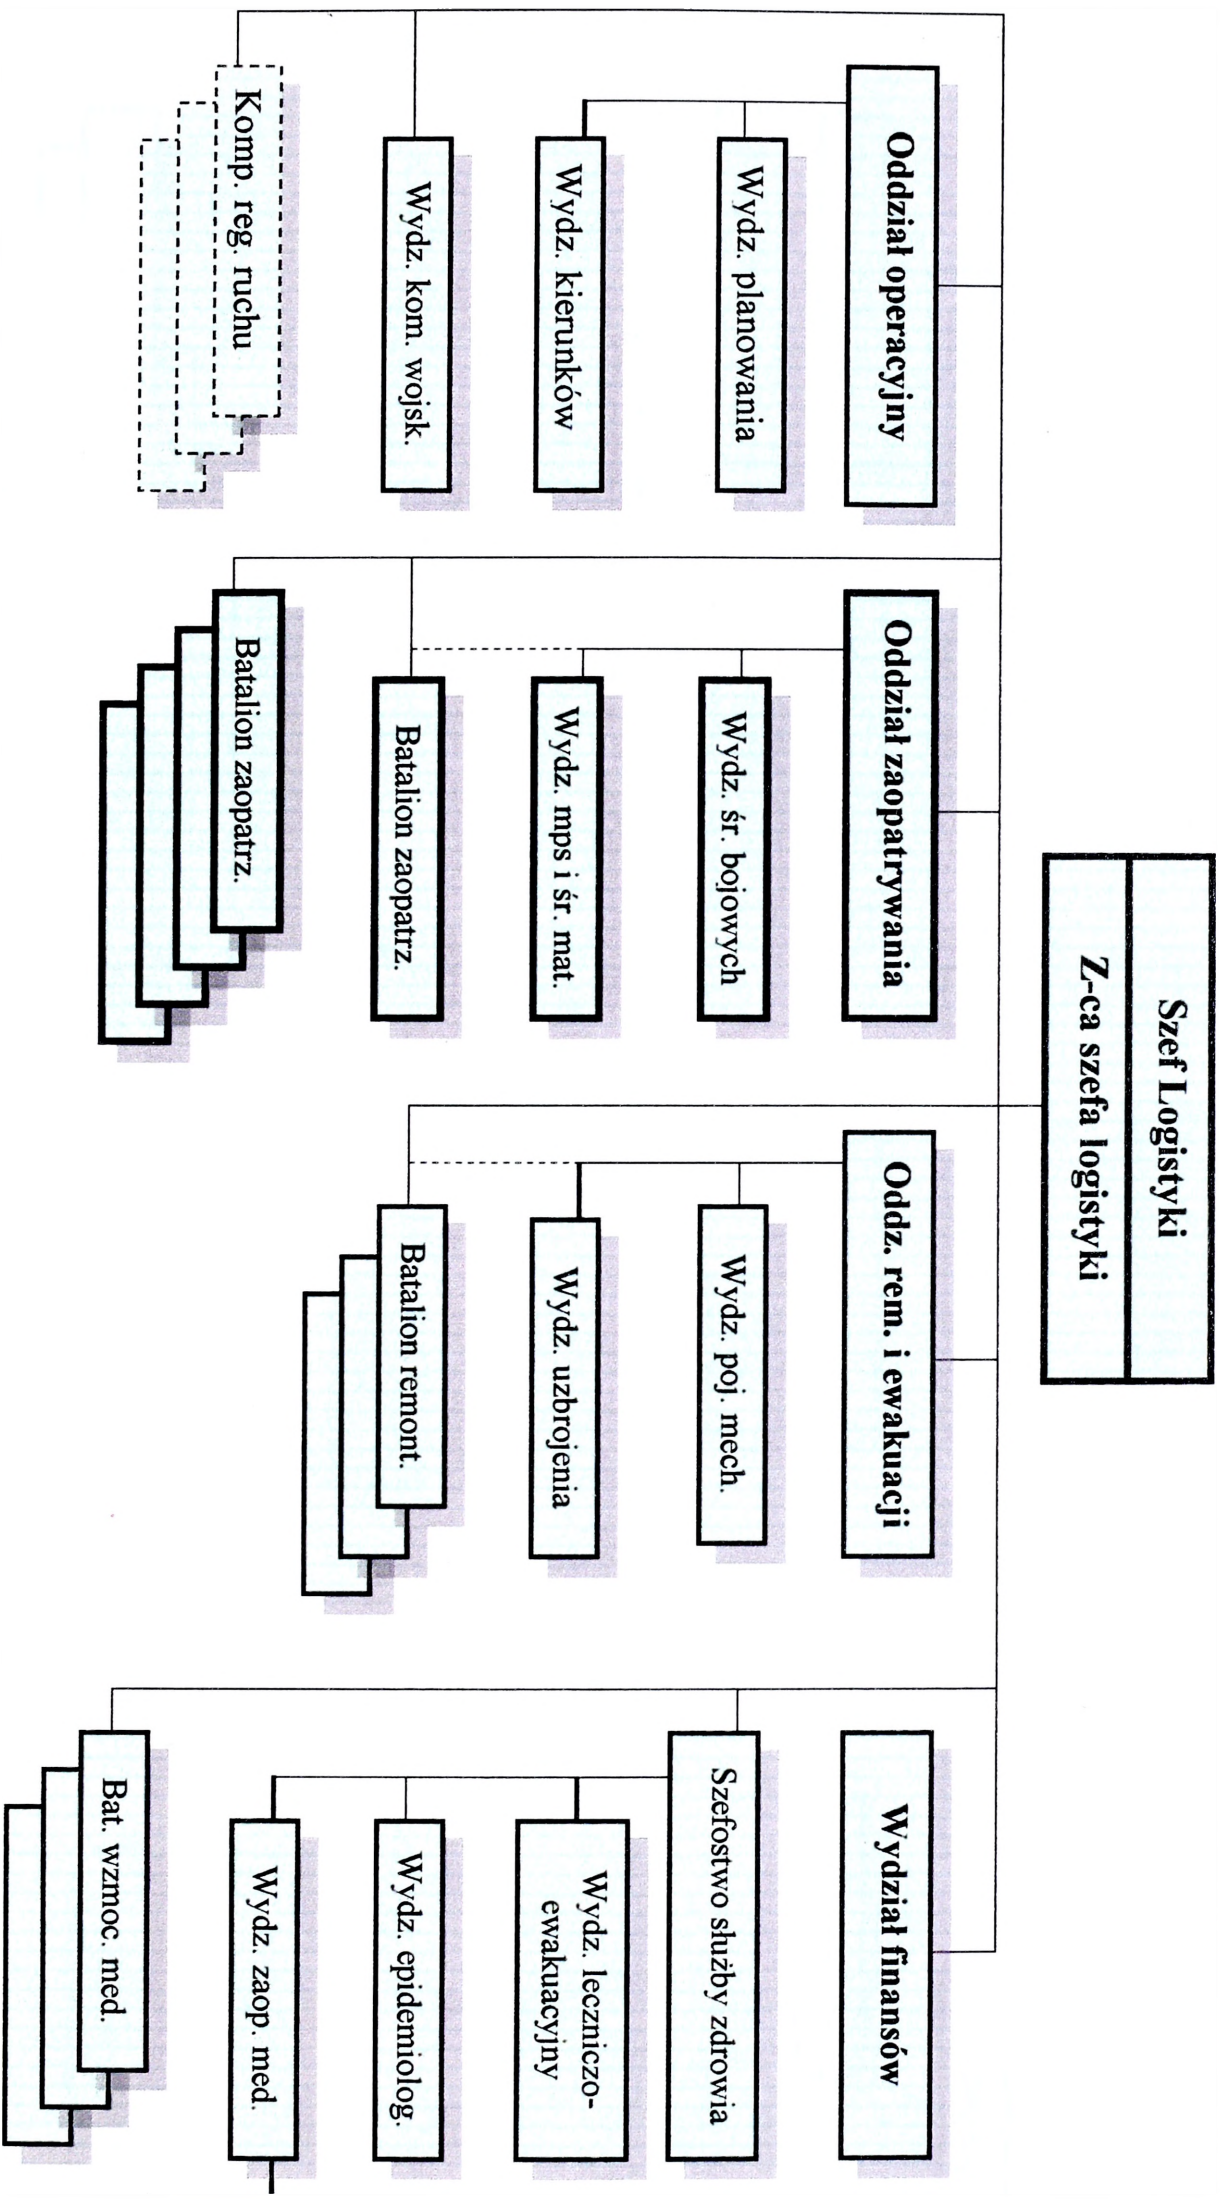 Szef Logistyki
Z-ca szefa logistyki
Oddział operacyjny
Wydz. planowania
Wydz. kierunków
Wydz. kom. wojsk.
Komp. reg. ruchu
Oddział zaopatrywania
Wydz. śr. bojowych
Wydz. mps i śr. mat.
Batalion zaopatrz.
Batalion zaopatrz.
Oddz. rem. i ewakuacji
Wydz. poj. mech.
Wydz. uzbrojenia
Batalion remont.
Wydział finansów
Szefostwo służby zdrowia
Wydz. leczniczo-
ewakuacyjny
Wydz. epidemiolog.
Wydz. zaop. med.
Bat. wzmoc. med.